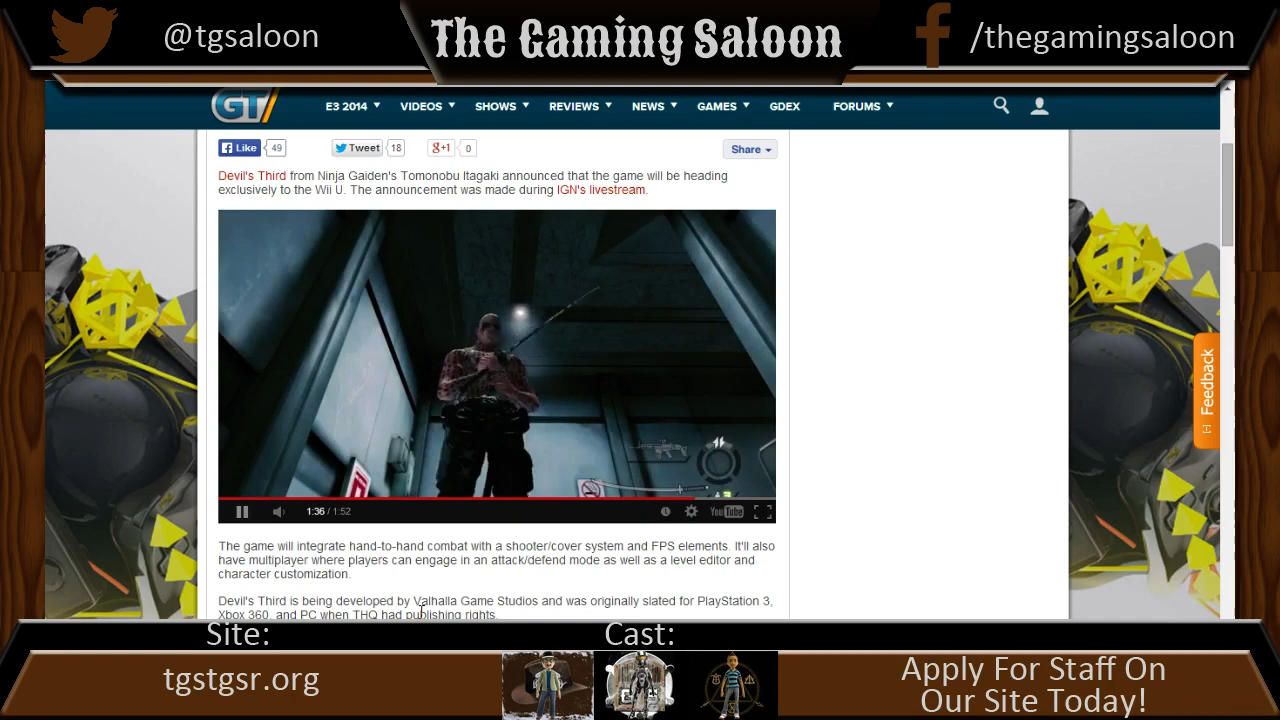 @tgsaloon
The Gaming Saloon
/thegamingsaloon
GT
E3 2014 VIDEOS SHOWS REVIEWS NEWS GAMES GDEX FORUMS
Like 49 Tweet 18 g+1 0 Share
Devil's Third from Ninja Gaiden's Tomonobu Itagaki announced that the game will be heading
exclusively to the Wii U. The announcement was made during IGN's livestream.
1:36 / 1:52
YouTube
The game will integrate hand-to-hand combat with a shooter/cover system and FPS elements. It'll also
have multiplayer where players can engage in an attack/defend mode as well as a level editor and
character customization.
Devil's Third is being developed by Valhalla Game Studios and was originally slated for PlayStation 3,
Xbox 360, and PC when THQ had publishing rights.
[-] Feedback
Site:
tgstgsr.org
Cast:
Apply For Staff On
Our Site Today!